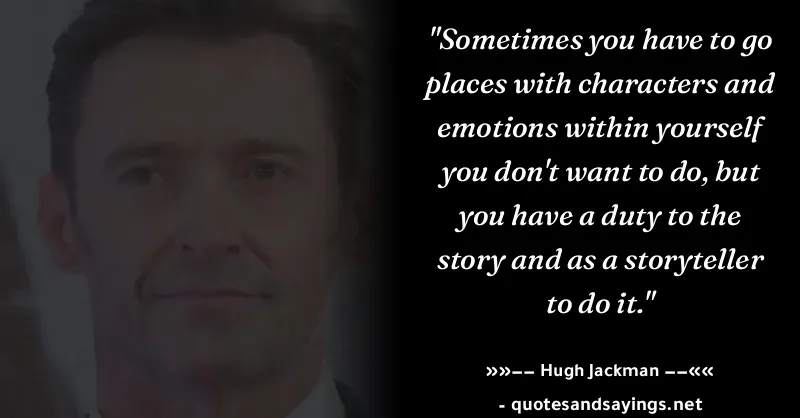 "Sometimes you have to go
places with characters and
emotions within yourself
you don't want to do, but
you have a duty to the
story and as a storyteller
to do it."
»»–– Hugh Jackman ––««
- quotesandsayings.net